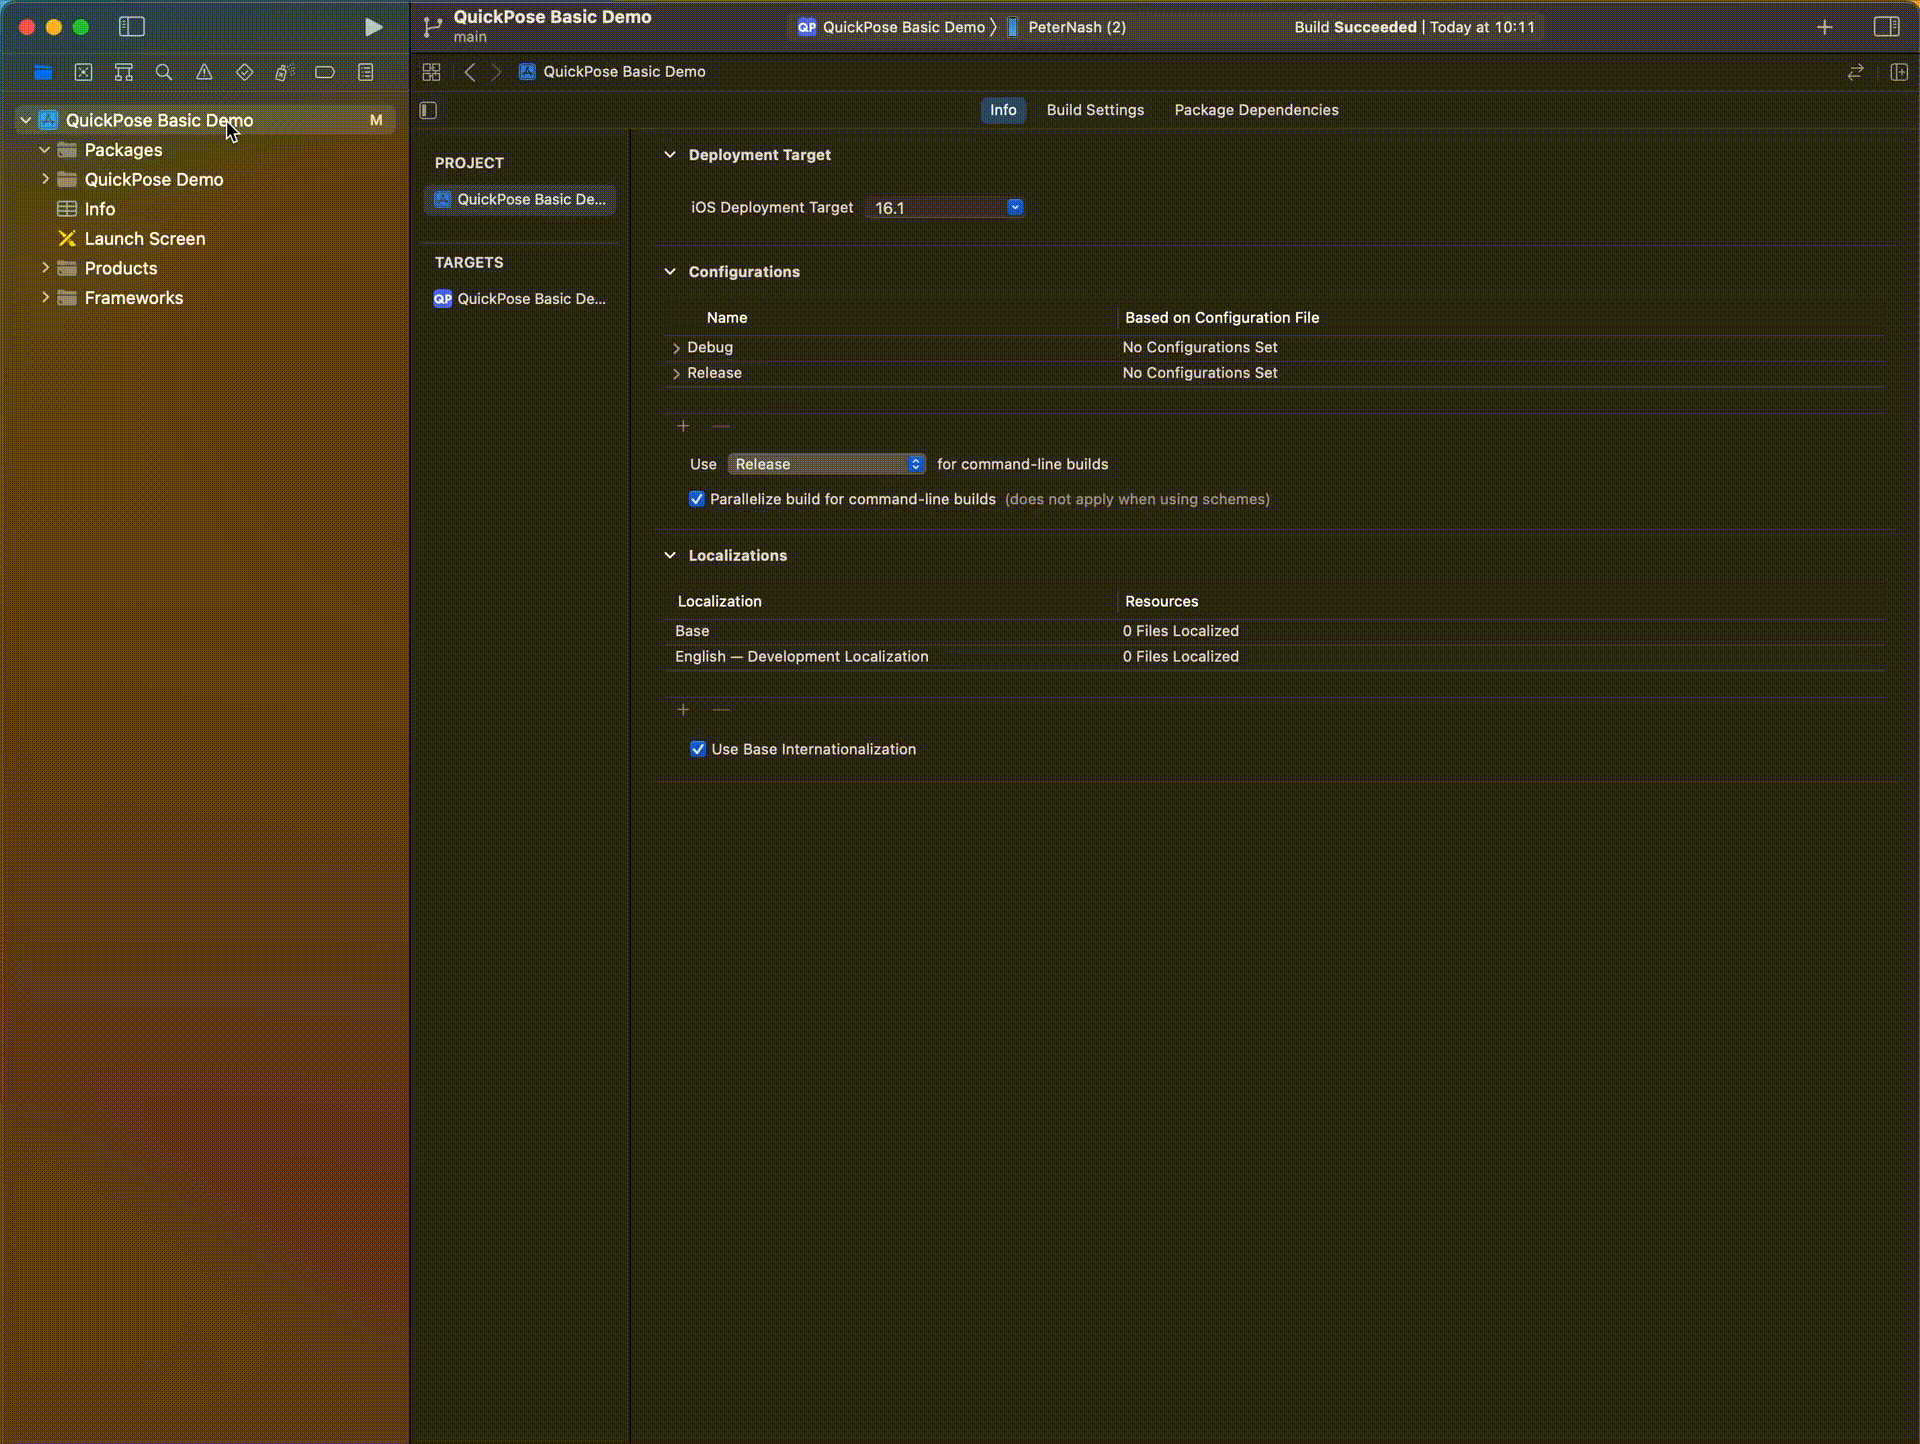 QuickPose Basic Demo
main
QP QuickPose Basic Demo 〉 PeterNash (2)
Build Succeeded | Today at 10:11
QuickPose Basic Demo
QuickPose Basic Demo M
Packages
QuickPose Demo
Info
Launch Screen
Products
Frameworks
Info Build Settings Package Dependencies
PROJECT
QuickPose Basic De...
TARGETS
QP QuickPose Basic De...
Deployment Target
iOS Deployment Target 16.1
Configurations
Name Based on Configuration File
Debug No Configurations Set
Release No Configurations Set
Use Release for command-line builds
Parallelize build for command-line builds (does not apply when using schemes)
Localizations
Localization Resources
Base 0 Files Localized
English — Development Localization 0 Files Localized
Use Base Internationalization